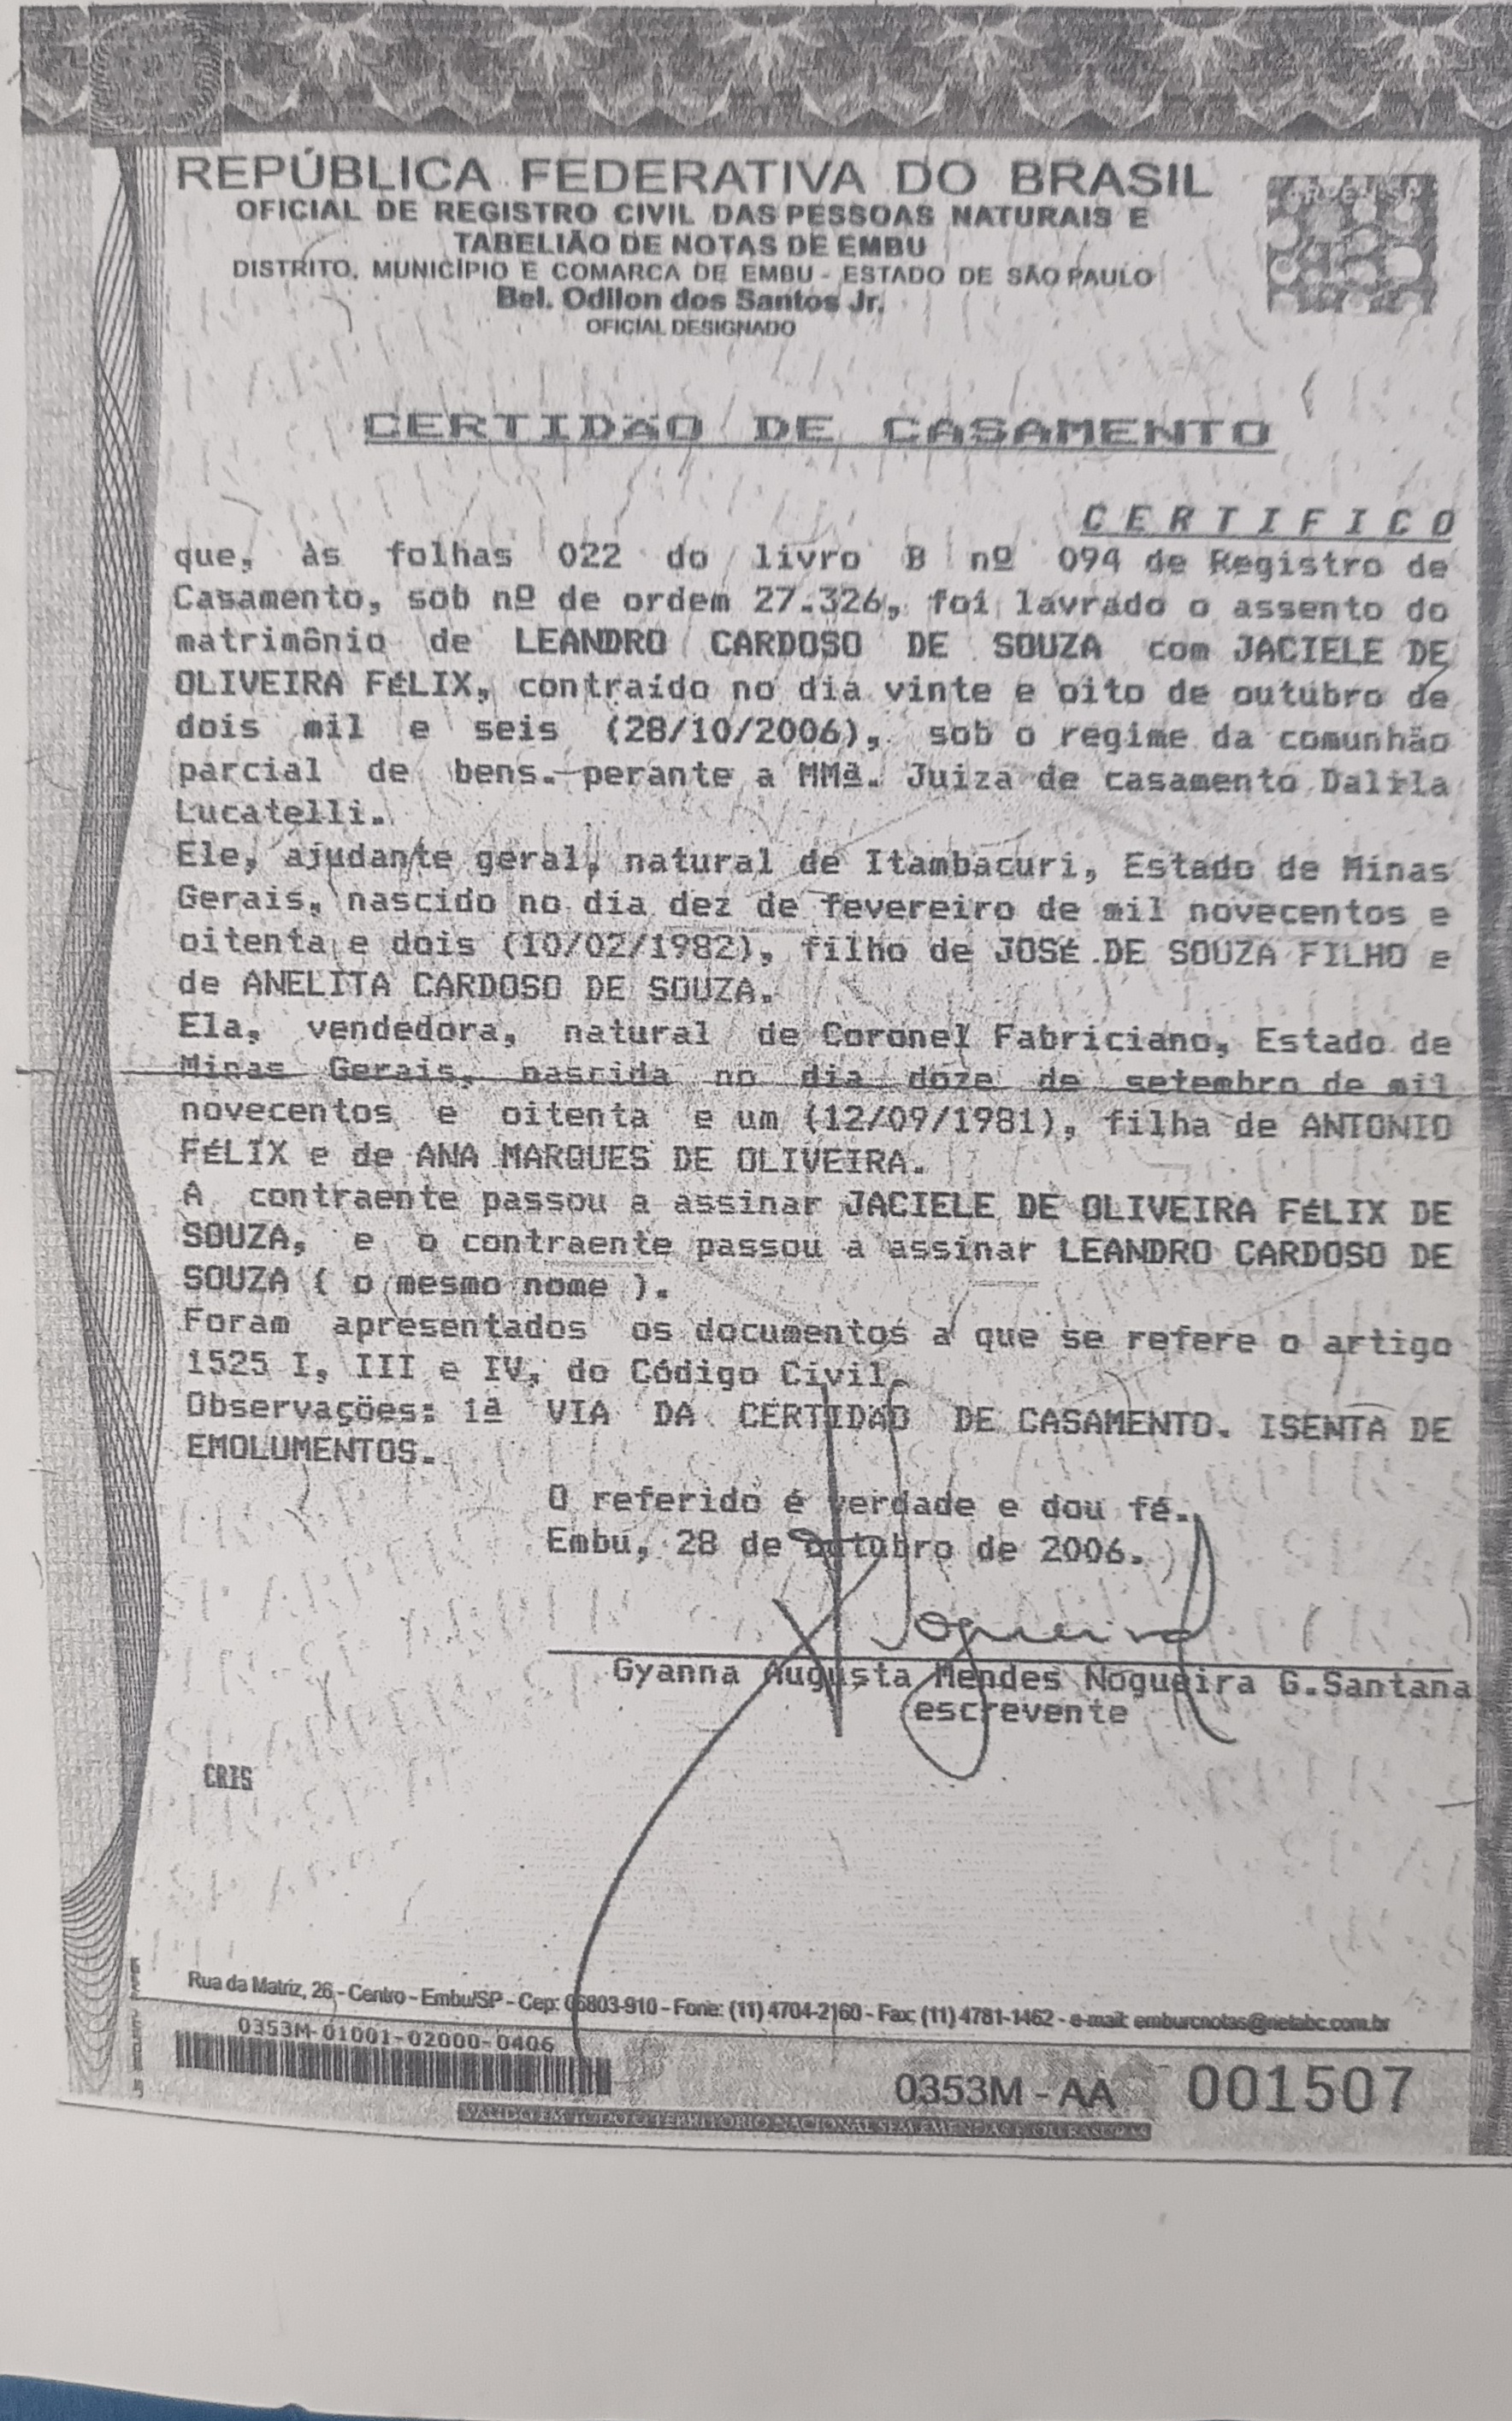 REPÚBLICA FEDERATIVA DO BRASIL
OFICIAL DE REGISTRO CIVIL DAS PESSOAS NATURAIS E
TABELIÃO DE NOTAS DE EMBU
DISTRITO, MUNICÍPIO E COMARCA DE EMBU - ESTADO DE SÃO PAULO
Bel. Odilon dos Santos Jr.
OFICIAL DESIGNADO
ARPEN/SP
CERTIDÃO DE CASAMENTO
C E R T I F I C O
que, às folhas 022 do livro B nº 094 de Registro de
Casamento, sob nº de ordem 27.326, foi lavrado o assento do
matrimônio de LEANDRO CARDOSO DE SOUZA com JACIELE DE
OLIVEIRA FÉLIX, contraído no dia vinte e oito de outubro de
dois mil e seis (28/10/2006), sob o regime da comunhão
parcial de bens. perante a MMª. Juiza de casamento Dalila
Lucatelli.
Ele, ajudante geral, natural de Itambacuri, Estado de Minas
Gerais, nascido no dia dez de fevereiro de mil novecentos e
oitenta e dois (10/02/1982), filho de JOSÉ DE SOUZA FILHO e
de ANELITA CARDOSO DE SOUZA.
Ela, vendedora, natural de Coronel Fabriciano, Estado de
Minas Gerais, nascida no dia doze de setembro de mil
novecentos e oitenta e um (12/09/1981), filha de ANTONIO
FÉLIX e de ANA MARQUES DE OLIVEIRA.
A contraente passou a assinar JACIELE DE OLIVEIRA FÉLIX DE
SOUZA, e o contraente passou a assinar LEANDRO CARDOSO DE
SOUZA ( o mesmo nome ).
Foram apresentados os documentos a que se refere o artigo
1525 I, III e IV, do Código Civil.
Observações: 1ª VIA DA CERTIDÃO DE CASAMENTO. ISENTA DE
EMOLUMENTOS.
O referido é verdade e dou fé.
Embu, 28 de outubro de 2006.
Gyanna Augusta Mendes Nogueira G.Santana
escrevente
CRIS
Rua da Matriz, 26 - Centro - Embu/SP - Cep: 06803-910 - Fone: (11) 4704-2160 - Fax: (11) 4781-1462 - e-mail: emburcnotas@netabc.com.br
0353M-01001-02000-0406
0353M - AA 001507
VÁLIDO EM TODO O TERRITÓRIO NACIONAL SEM EMENDAS E OU RASURAS